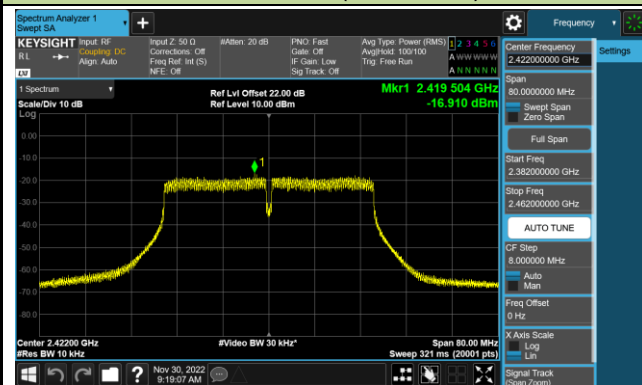 Spectrum Analyzer 1
Swept SA
+
Frequency
KEYSIGHT
RL
LXI
Input: RF
Coupling: DC
Align: Auto
Input Z: 50 Ω
Corrections: Off
Freq Ref: Int (S)
NFE: Off
#Atten: 20 dB
PNO: Fast
Gate: Off
IF Gain: Low
Sig Track: Off
Avg Type: Power (RMS)
Avg|Hold: 100/100
Trig: Free Run
1 2 3 4 5 6
A W W W W W
A N N N N N
1 Spectrum
Scale/Div 10 dB
Log
Ref Lvl Offset 22.00 dB
Ref Level 10.00 dBm
Mkr1 2.419 504 GHz
-16.910 dBm
0.00
-10.0
1
-20.0
-30.0
-40.0
-50.0
-60.0
-70.0
-80.0
Center 2.42200 GHz
#Res BW 10 kHz
#Video BW 30 kHz*
Span 80.00 MHz
Sweep 321 ms (20001 pts)
Nov 30, 2022
9:19:07 AM
Center Frequency
2.422000000 GHz
Settings
Span
80.0000000 MHz
Swept Span
Zero Span
Full Span
Start Freq
2.382000000 GHz
Stop Freq
2.462000000 GHz
AUTO TUNE
CF Step
8.000000 MHz
Auto
Man
Freq Offset
0 Hz
X Axis Scale
Log
Lin
Signal Track
(Span Zoom)